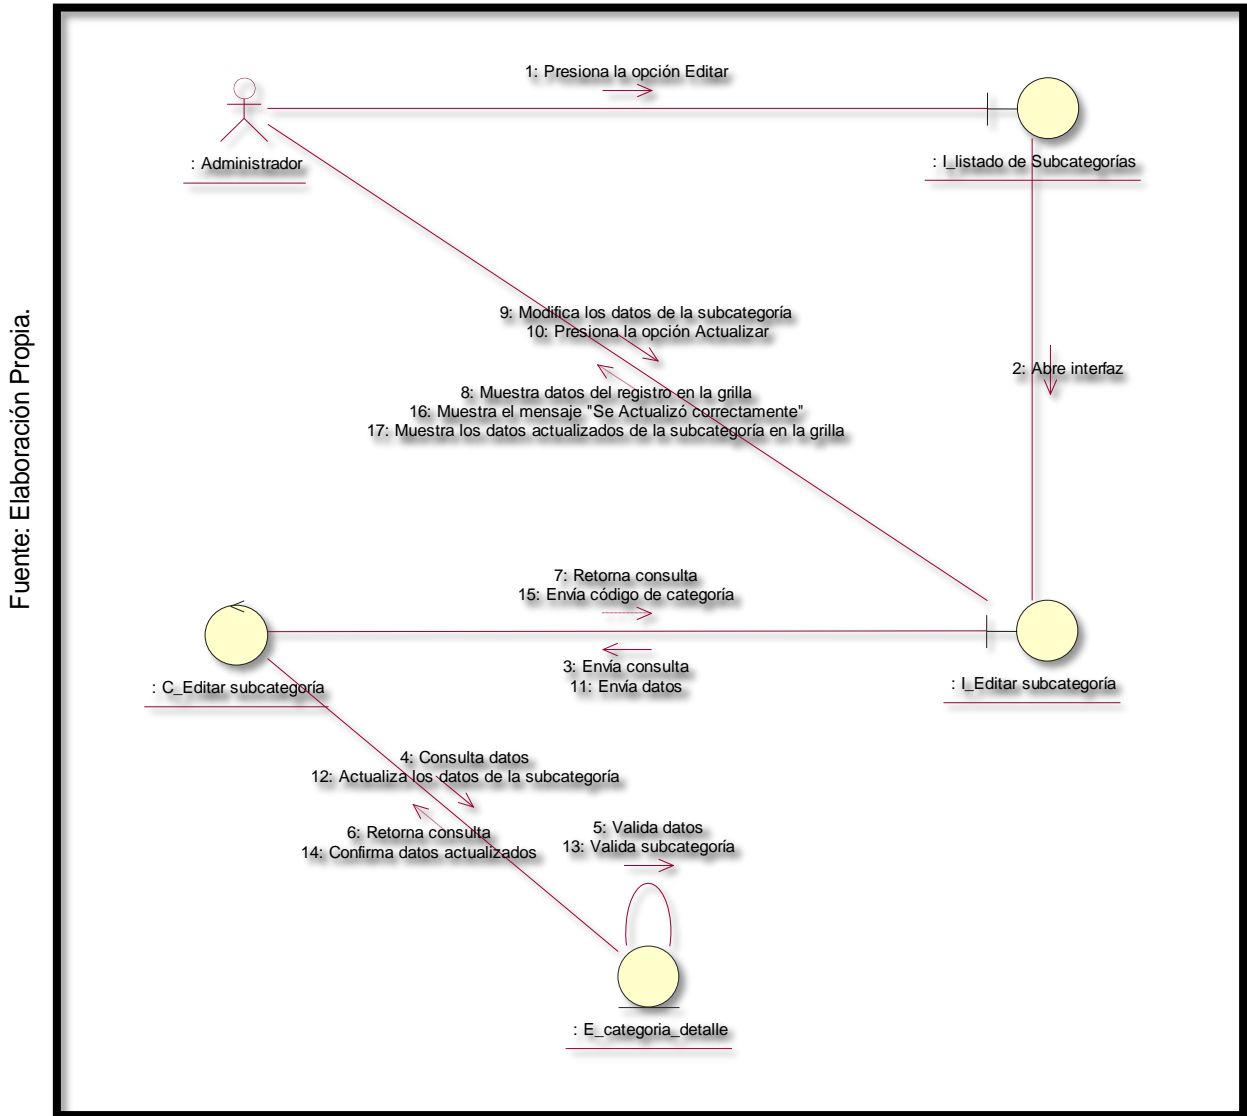 1: Presiona la opción Editar
: Administrador
: I_listado de Subcategorías
9: Modifica los datos de la subcategoría
10: Presiona la opción Actualizar
2: Abre interfaz
8: Muestra datos del registro en la grilla
16: Muestra el mensaje "Se Actualizó correctamente"
17: Muestra los datos actualizados de la subcategoría en la grilla
Fuente: Elaboración Propia.
7: Retorna consulta
15: Envía código de categoría
3: Envía consulta
11: Envía datos
: C_Editar subcategoría
: I_Editar subcategoría
4: Consulta datos
12: Actualiza los datos de la subcategoría
6: Retorna consulta
14: Confirma datos actualizados
5: Valida datos
13: Valida subcategoría
: E_categoria_detalle